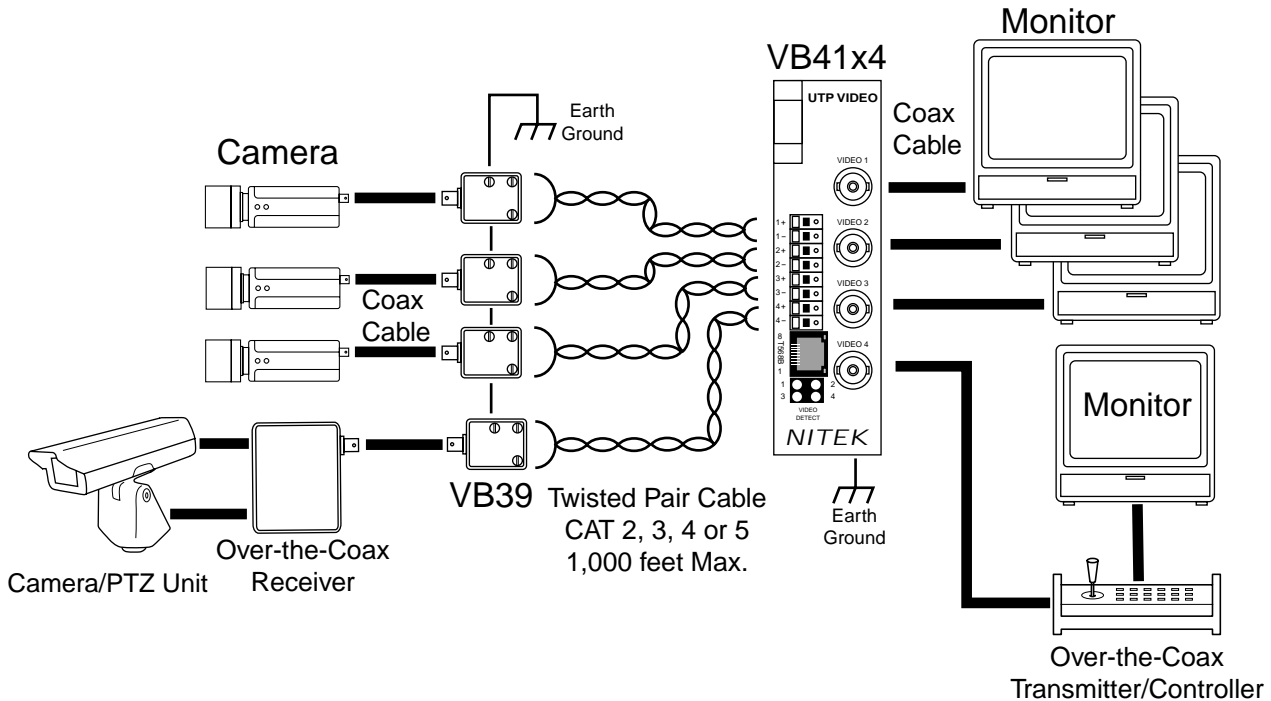 Monitor
VB41x4
UTP VIDEO
Earth
Ground
Coax
Cable
Camera
VIDEO 1
1+
1−
VIDEO 2
2+
2−
3+
3−
VIDEO 3
4+
4−
Coax
Cable
8
T568B
1
VIDEO 4
1
2
3
4
VIDEO
DETECT
NITEK
Monitor
VB39
Twisted Pair Cable
CAT 2, 3, 4 or 5
1,000 feet Max.
Earth
Ground
Over-the-Coax
Receiver
Camera/PTZ Unit
Over-the-Coax
Transmitter/Controller